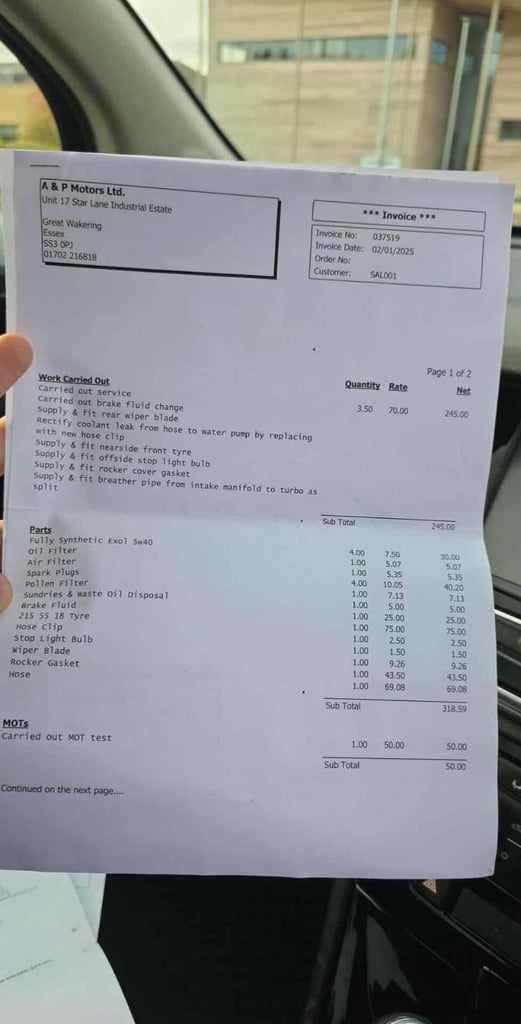 A & P Motors Ltd.
Unit 17 Star Lane Industrial Estate
Great Wakering
Essex
SS3 0PJ
01702 216818
*** Invoice ***
Invoice No: 037519
Invoice Date: 02/01/2025
Order No:
Customer: SAL001
Page 1 of 2
Work Carried Out Quantity Rate Net
Carried out service 3.50 70.00 245.00
Carried out brake fluid change
Supply & fit rear wiper blade
Rectify coolant leak from hose to water pump by replacing
with new hose clip
Supply & fit nearside front tyre
Supply & fit offside stop light bulb
Supply & fit rocker cover gasket
Supply & fit breather pipe from intake manifold to turbo as
split
Sub Total 245.00
Parts
Fully Synthetic Exol 5w40 4.00 7.50 30.00
Oil Filter 1.00 5.07 5.07
Air Filter 1.00 5.35 5.35
Spark Plugs 4.00 10.05 40.20
Pollen Filter 1.00 7.13 7.13
Sundries & Waste Oil Disposal 1.00 5.00 5.00
Brake Fluid 1.00 25.00 25.00
215 55 18 Tyre 1.00 75.00 75.00
Hose Clip 1.00 2.50 2.50
Stop Light Bulb 1.00 1.50 1.50
Wiper Blade 1.00 9.26 9.26
Rocker Gasket 1.00 43.50 43.50
Hose 1.00 69.08 69.08
Sub Total 318.59
MOTs
Carried out MOT test 1.00 50.00 50.00
Sub Total 50.00
Continued on the next page....